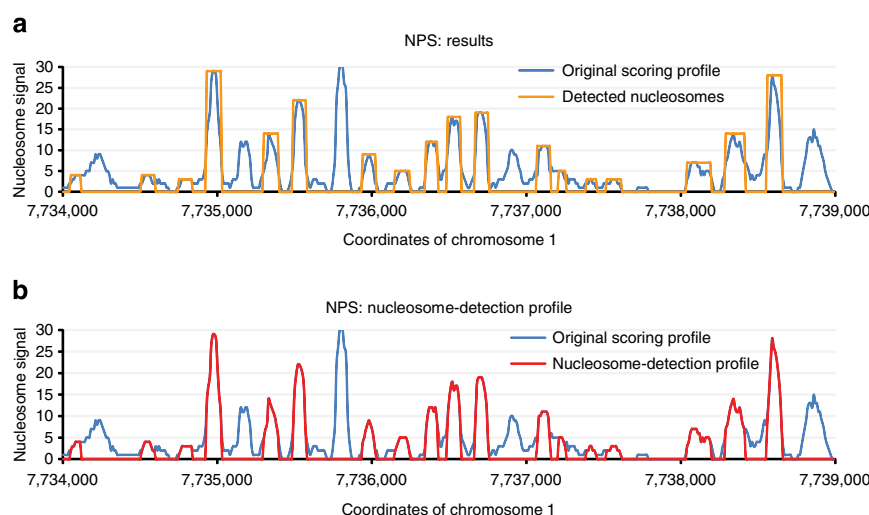 a
NPS: results
Nucleosome signal
30
25
20
15
10
5
0
Original scoring profile
Detected nucleosomes
7,734,000 7,735,000 7,736,000 7,737,000 7,738,000 7,739,000
Coordinates of chromosome 1
b
NPS: nucleosome-detection profile
Nucleosome signal
30
25
20
15
10
5
0
Original scoring profile
Nucleosome-detection profile
7,734,000 7,735,000 7,736,000 7,737,000 7,738,000 7,739,000
Coordinates of chromosome 1